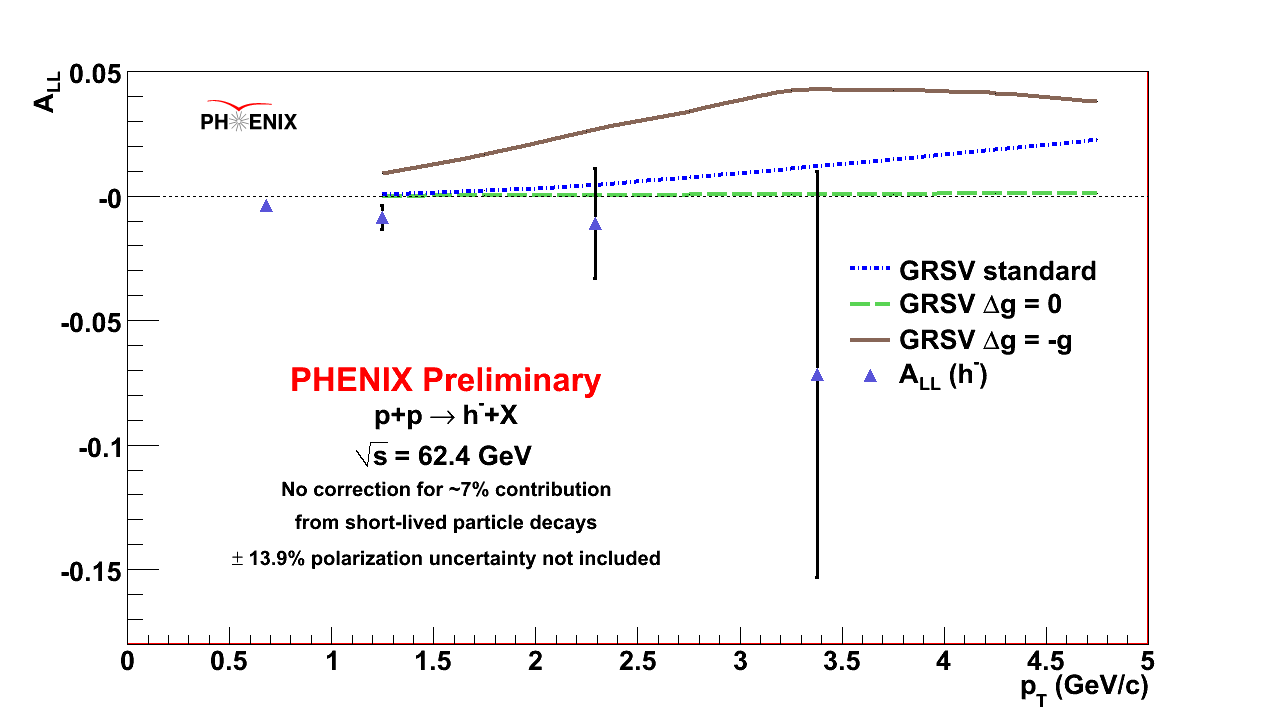 A_LL
0.05
-0
-0.05
-0.1
-0.15
PHENIX
GRSV standard
GRSV Δg = 0
GRSV Δg = -g
A_LL (h⁻)
PHENIX Preliminary
p+p → h⁻+X
√s = 62.4 GeV
No correction for ~7% contribution
from short-lived particle decays
± 13.9% polarization uncertainty not included
0 0.5 1 1.5 2 2.5 3 3.5 4 4.5 5
p_T (GeV/c)